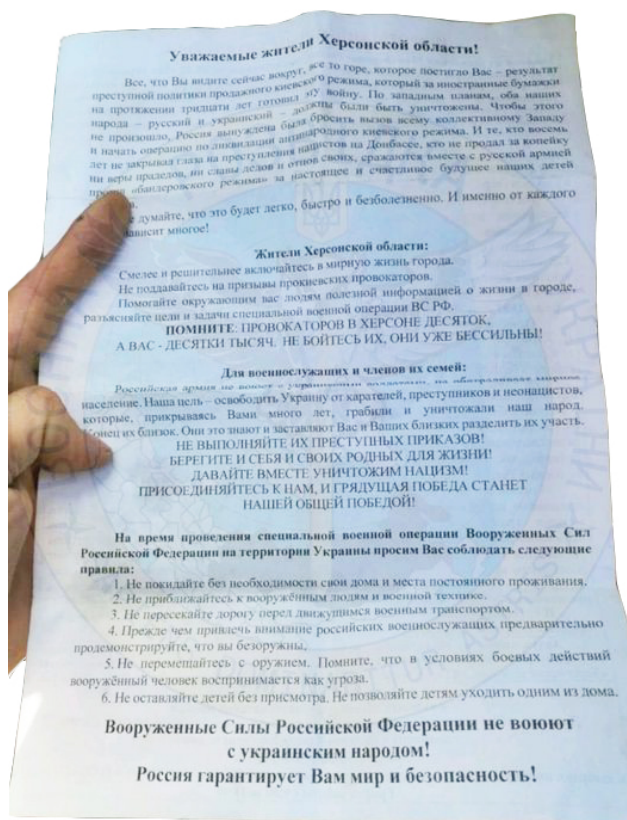 Уважаемые жители Херсонской области!
Все, что Вы видите сейчас вокруг, все то горе, которое постигло Вас – результат
преступной политики продажного киевского режима, который за иностранные бумажки
на протяжении тридцати лет готовил эту войну. По западным планам, оба наших
народа – русский и украинский – должны были быть уничтожены. Чтобы этого
не произошло, Россия вынуждена была бросить вызов всему коллективному Западу
и начать операцию по ликвидации антинародного киевского режима. И те, кто восемь
лет не закрывал глаза на преступления нацистов на Донбассе, кто не продал за копейку
ни веры прадедов, ни славы дедов и отцов своих, сражаются вместе с русской армией
против «бандеровского режима» за настоящее и счастливое будущее наших детей
думайте, что это будет легко, быстро и безболезненно. И именно от каждого
зависит многое!
Жители Херсонской области:
Смелее и решительнее включайтесь в мирную жизнь города.
Не поддавайтесь на призывы прокиевских провокаторов.
Помогайте окружающим вас людям полезной информацией о жизни в городе,
разъясняйте цели и задачи специальной военной операции ВС РФ.
ПОМНИТЕ: ПРОВОКАТОРОВ В ХЕРСОНЕ ДЕСЯТОК,
А ВАС - ДЕСЯТКИ ТЫСЯЧ. НЕ БОЙТЕСЬ ИХ, ОНИ УЖЕ БЕССИЛЬНЫ!
Для военнослужащих и членов их семей:
Российская армия не воюет с украинскими солдатами, не обстреливает мирное
население. Наша цель – освободить Украину от карателей, преступников и неонацистов,
которые, прикрываясь Вами много лет, грабили и уничтожали наш народ.
Конец их близок. Они это знают и заставляют Вас и Ваших близких разделить их участь.
НЕ ВЫПОЛНЯЙТЕ ИХ ПРЕСТУПНЫХ ПРИКАЗОВ!
БЕРЕГИТЕ И СЕБЯ И СВОИХ РОДНЫХ ДЛЯ ЖИЗНИ!
ДАВАЙТЕ ВМЕСТЕ УНИЧТОЖИМ НАЦИЗМ!
ПРИСОЕДИНЯЙТЕСЬ К НАМ, И ГРЯДУЩАЯ ПОБЕДА СТАНЕТ
НАШЕЙ ОБЩЕЙ ПОБЕДОЙ!
На время проведения специальной военной операции Вооруженных Сил
Российской Федерации на территории Украины просим Вас соблюдать следующие
правила:
1. Не покидайте без необходимости свои дома и места постоянного проживания.
2. Не приближайтесь к вооружённым людям и военной технике.
3. Не пересекайте дорогу перед движущимся военным транспортом.
4. Прежде чем привлечь внимание российских военнослужащих предварительно
продемонстрируйте, что вы безоружны.
5. Не перемещайтесь с оружием. Помните, что в условиях боевых действий
вооружённый человек воспринимается как угроза.
6. Не оставляйте детей без присмотра. Не позволяйте детям уходить одним из дома.
Вооруженные Силы Российской Федерации не воюют
с украинским народом!
Россия гарантирует Вам мир и безопасность!